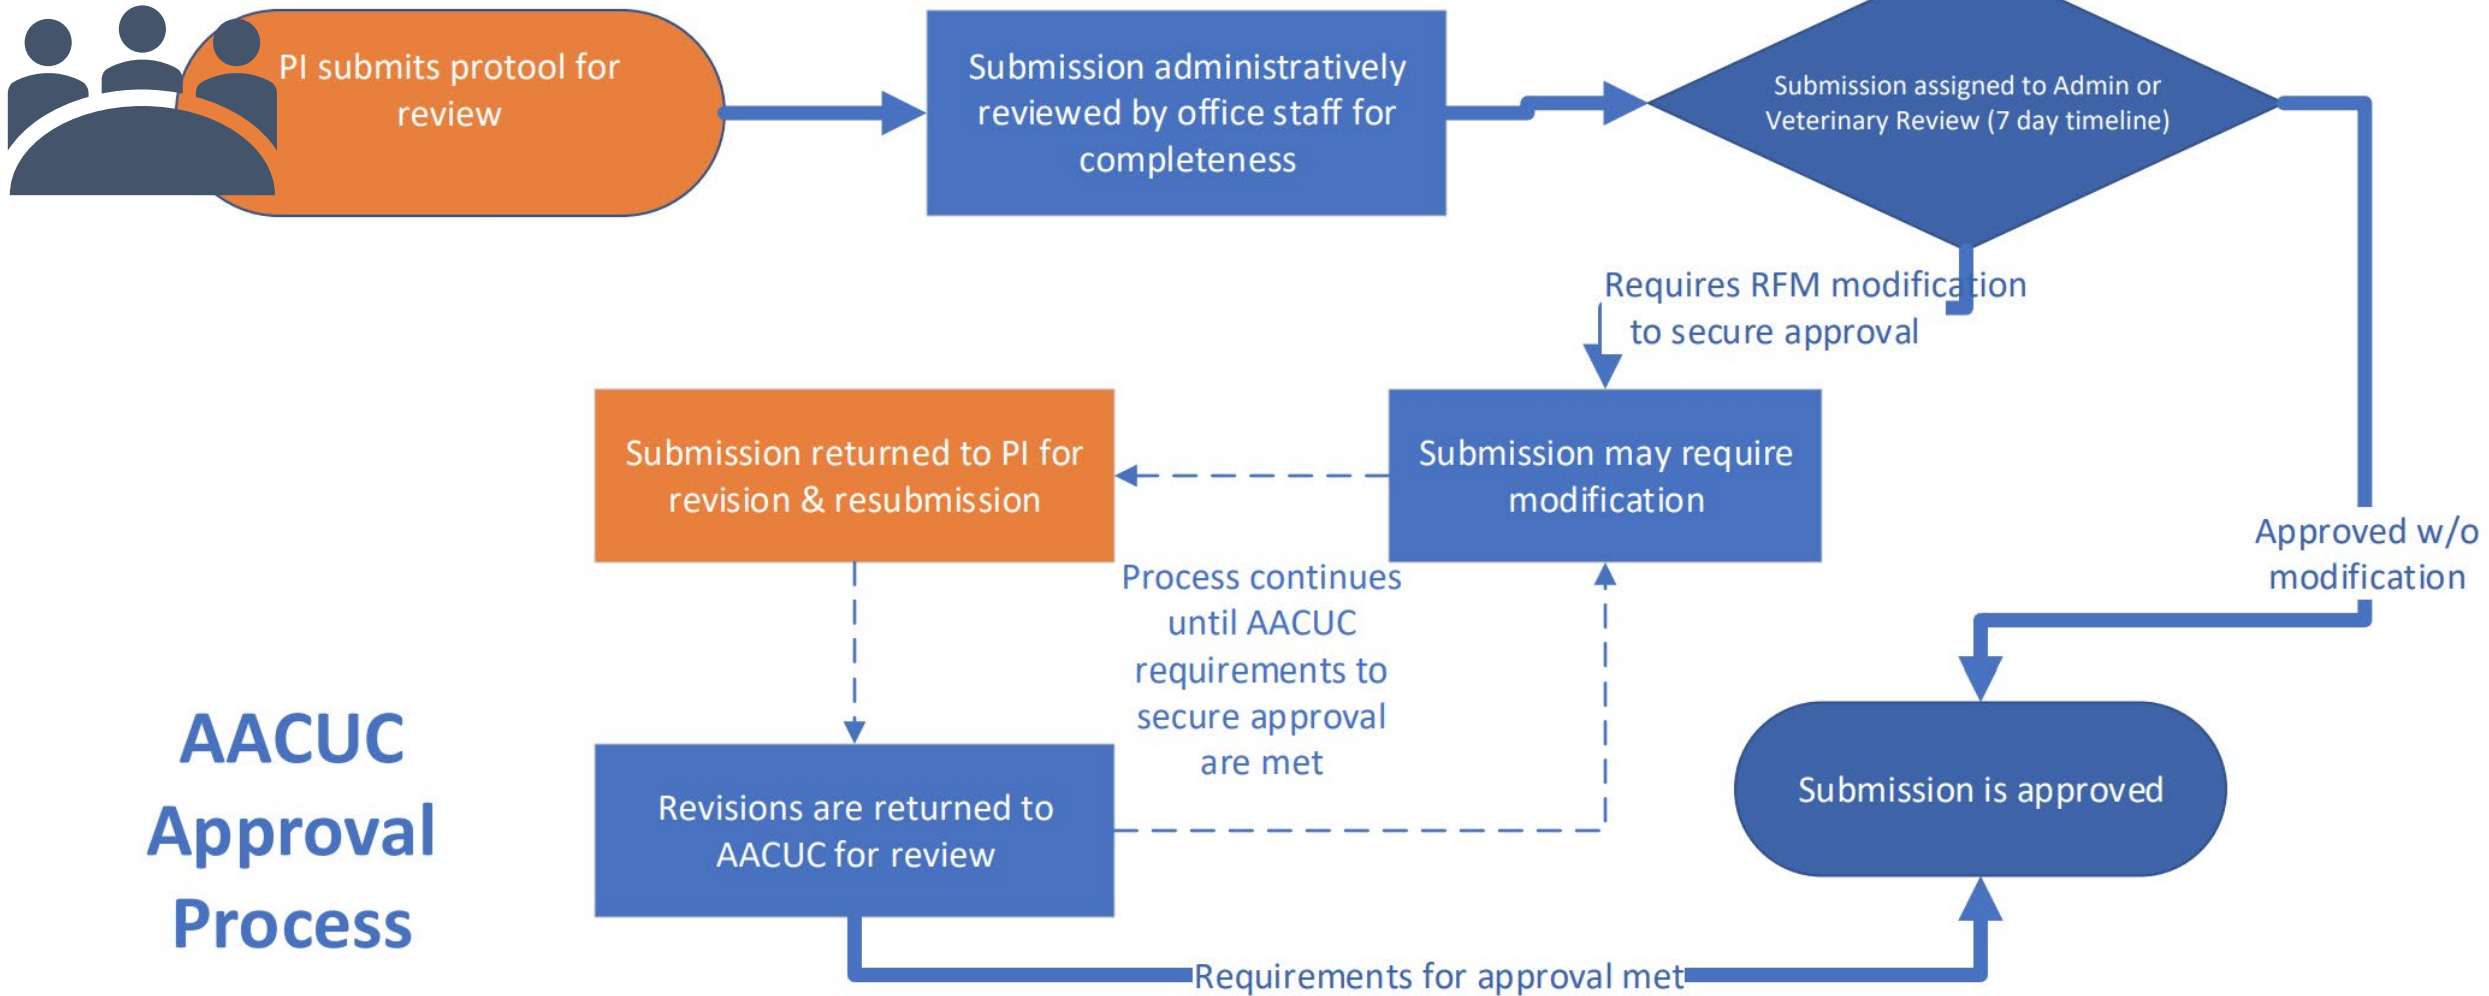 PI submits protool for
review
Submission administratively
reviewed by office staff for
completeness
Submission assigned to Admin or
Veterinary Review (7 day timeline)
Requires RFM modification
to secure approval
Submission returned to PI for
revision & resubmission
Submission may require
modification
Approved w/o
modification
Process continues
until AACUC
requirements to
secure approval
are met
AACUC
Approval
Process
Revisions are returned to
AACUC for review
Submission is approved
Requirements for approval met